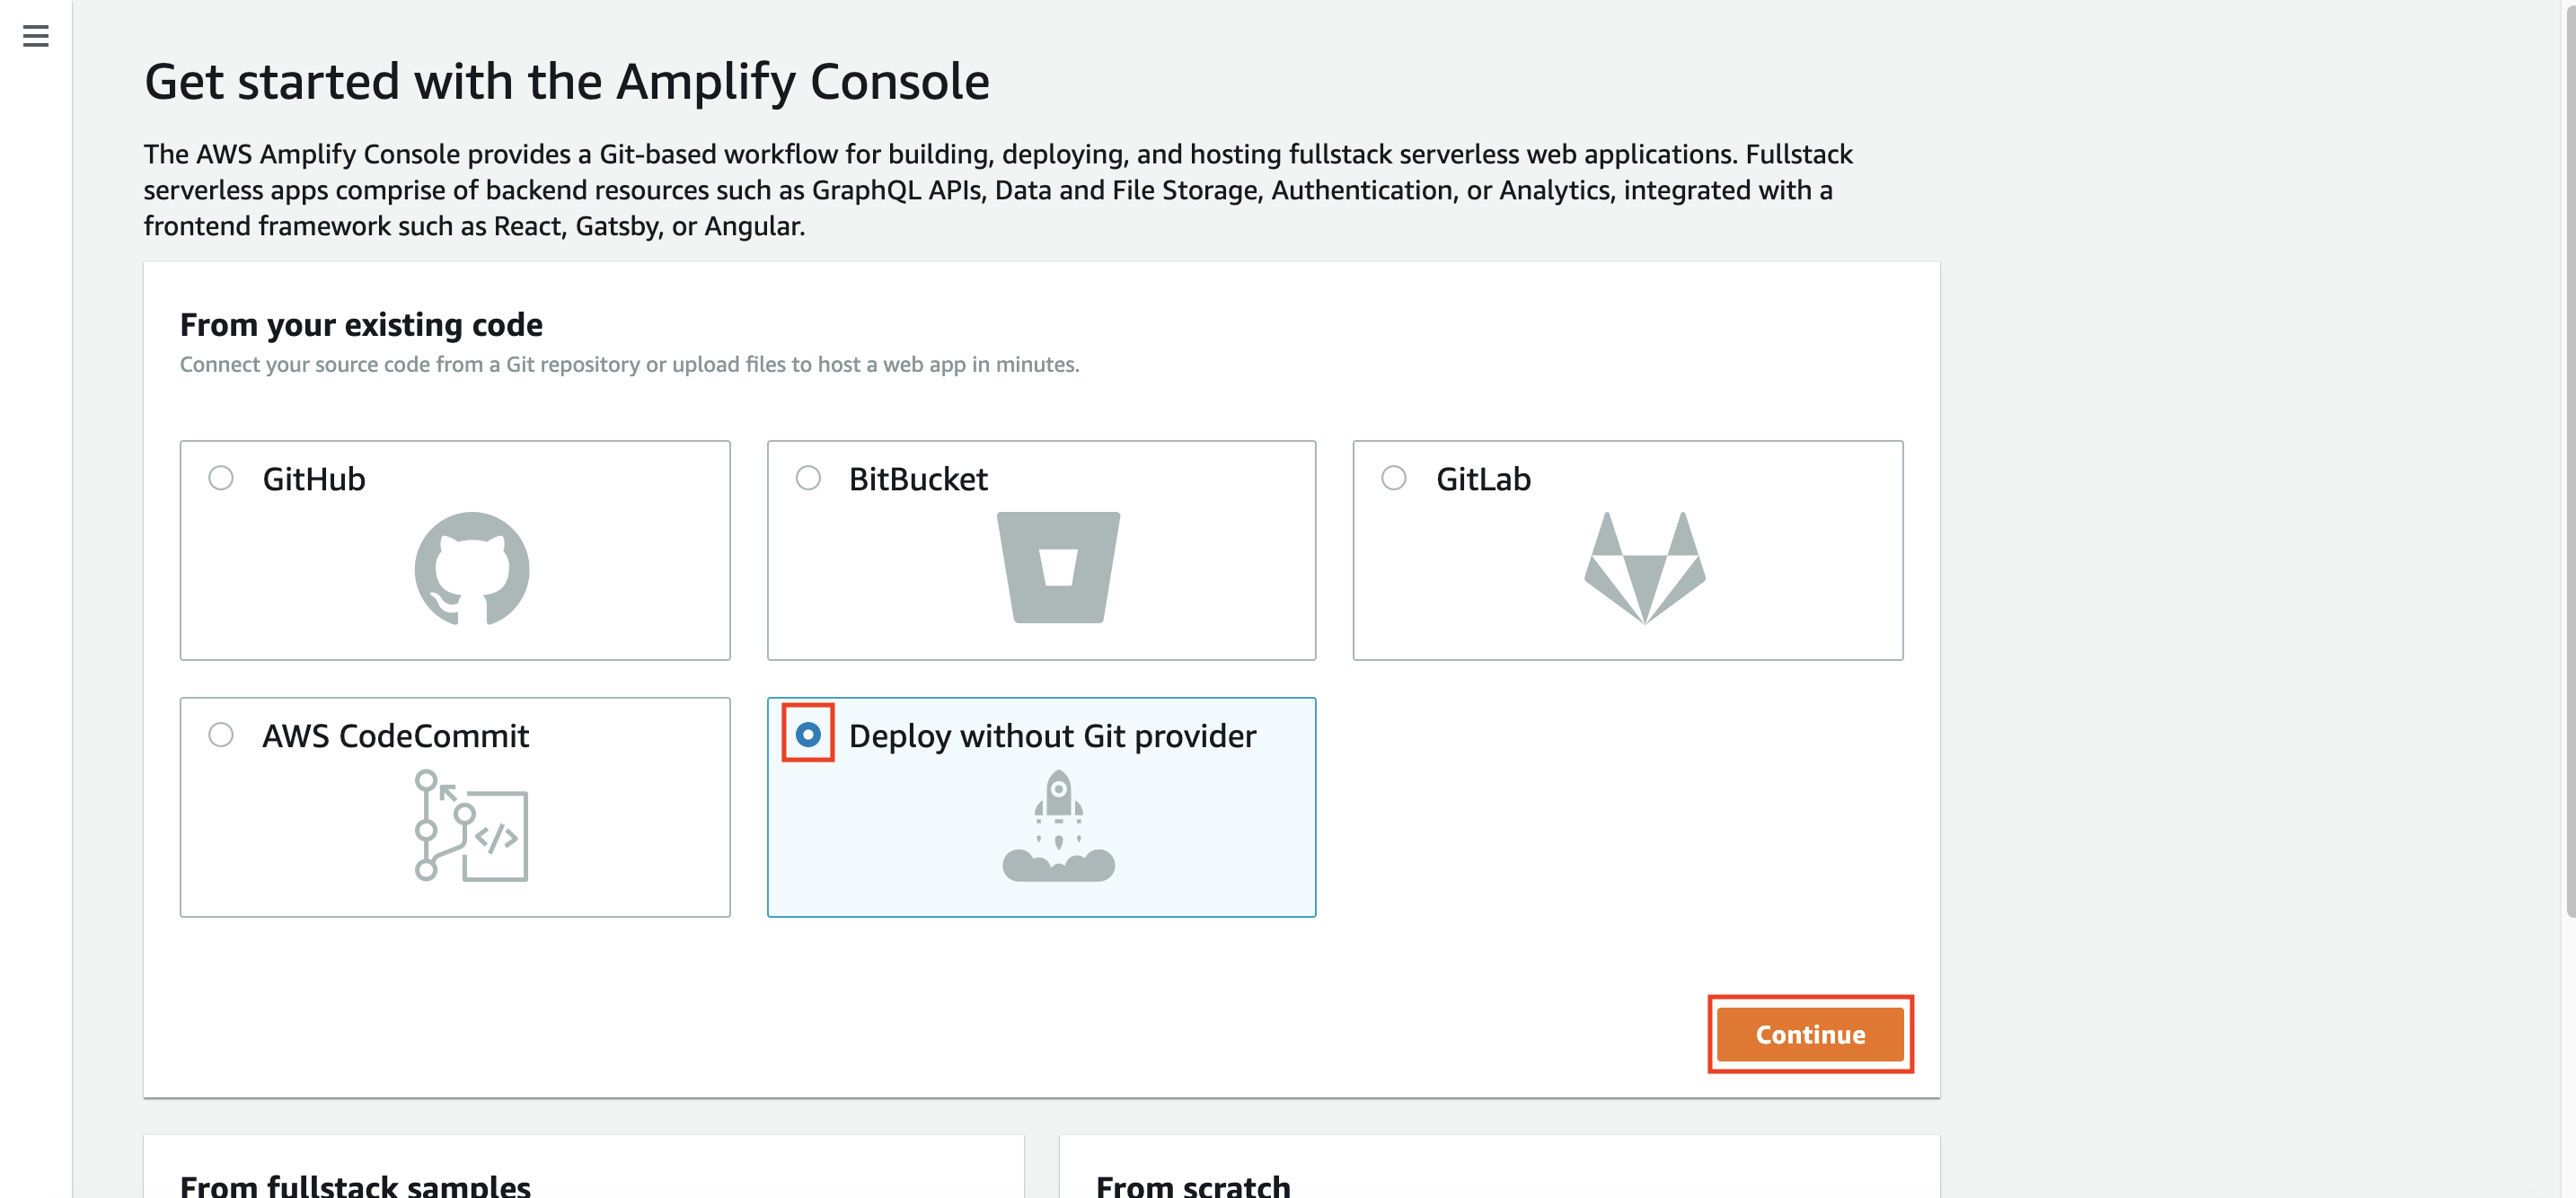 Get started with the Amplify Console
The AWS Amplify Console provides a Git-based workflow for building, deploying, and hosting fullstack serverless web applications. Fullstack
serverless apps comprise of backend resources such as GraphQL APIs, Data and File Storage, Authentication, or Analytics, integrated with a
frontend framework such as React, Gatsby, or Angular.
From your existing code
Connect your source code from a Git repository or upload files to host a web app in minutes.
GitHub
BitBucket
GitLab
AWS CodeCommit
</>
Deploy without Git provider
Continue
From fullstack samples
From scratch